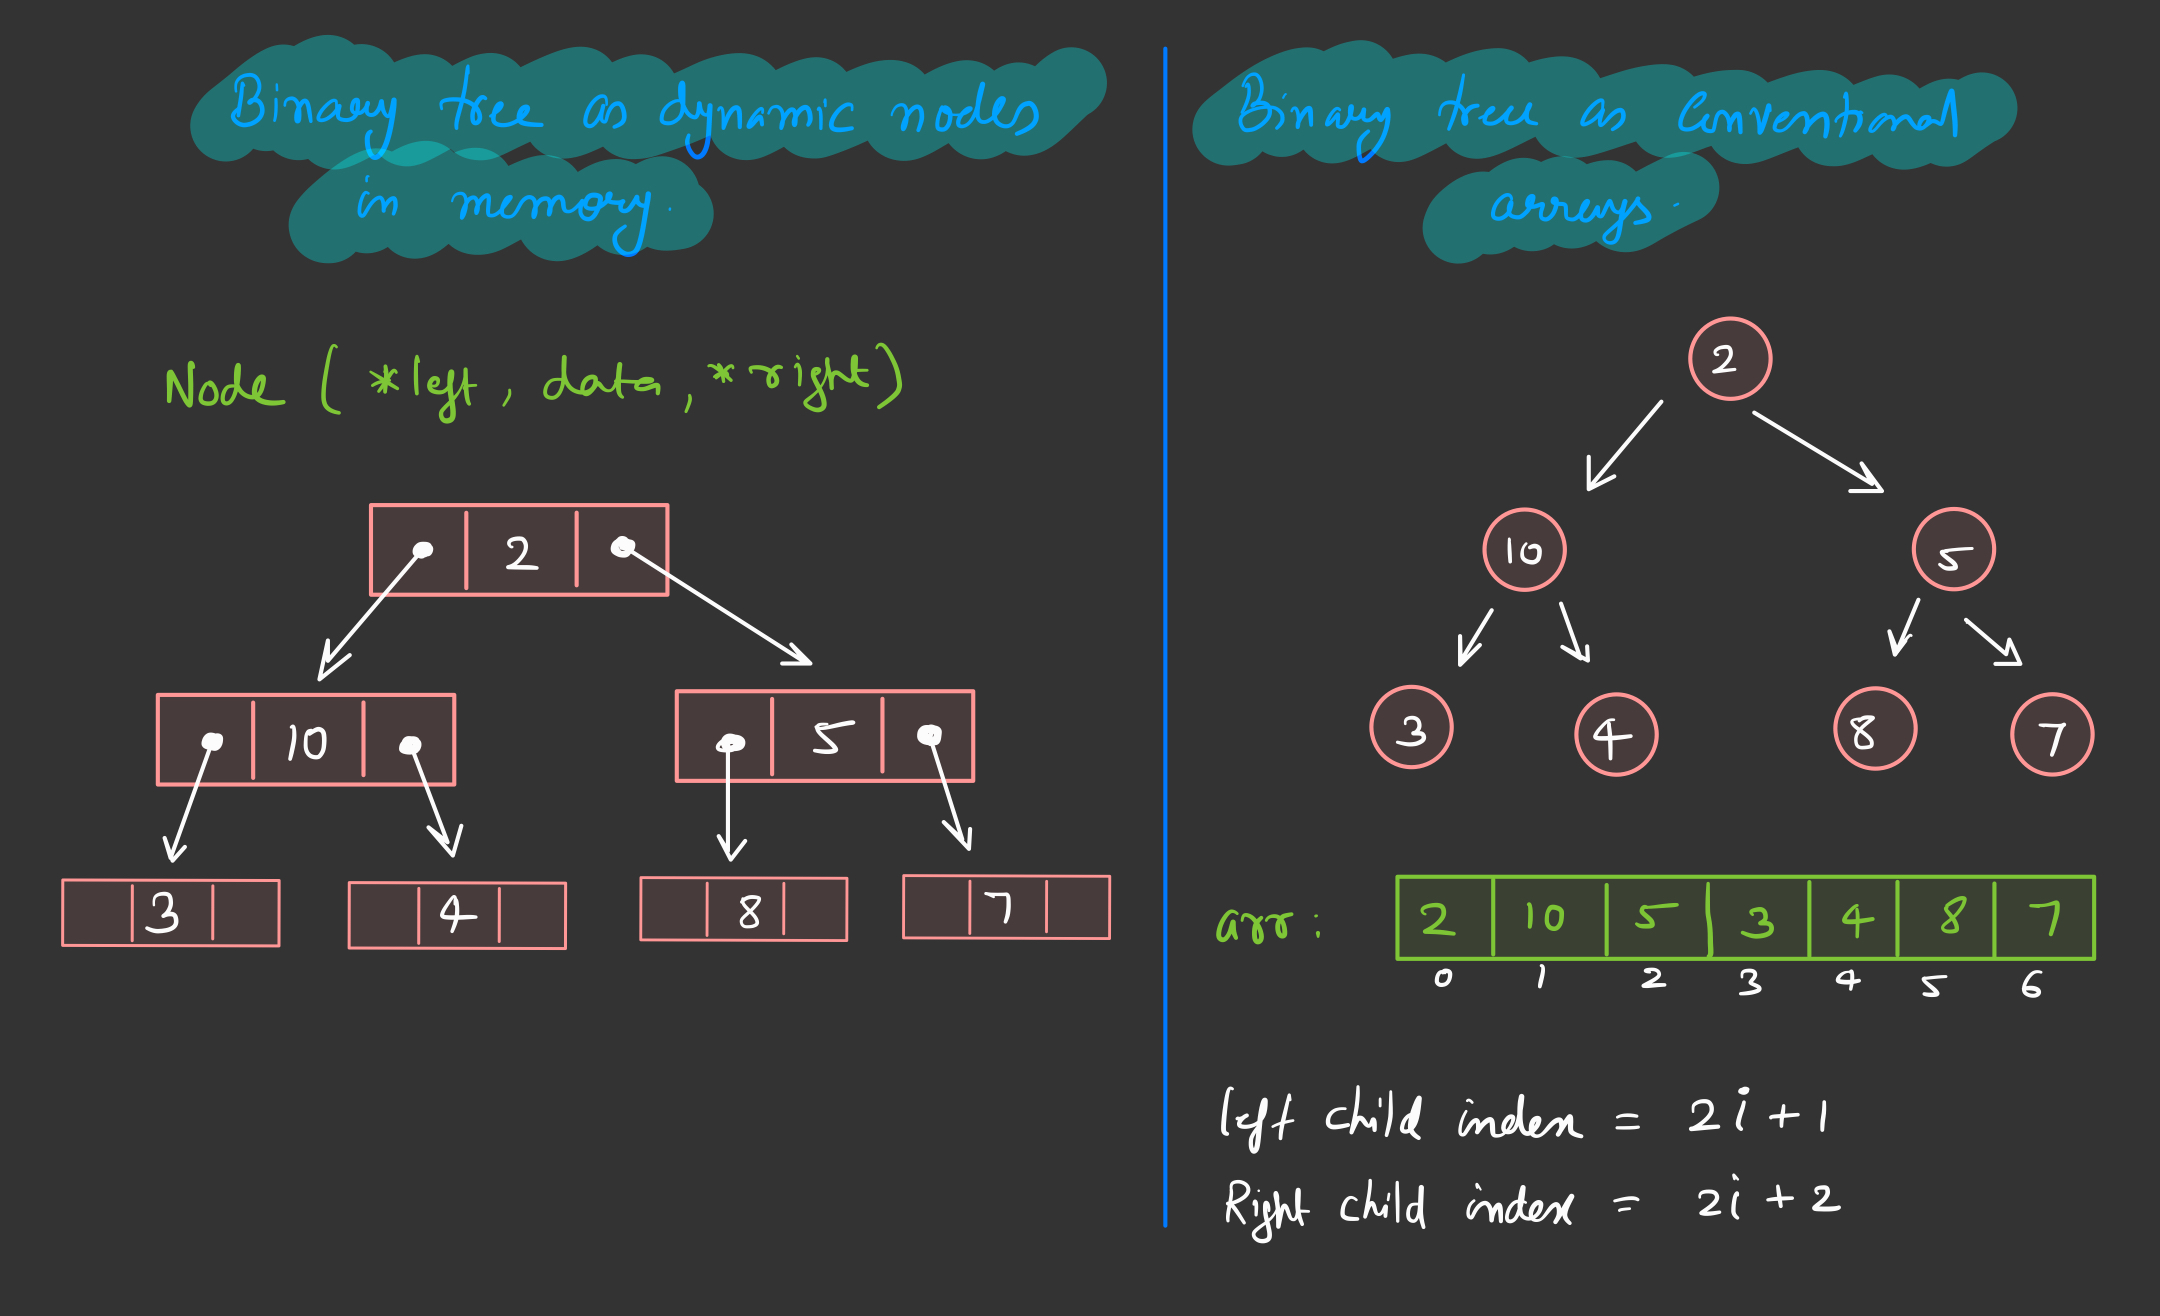 Binary tree as dynamic nodes
in memory.
Node ( *left, data, *right)
2
10 5
3 4 8 7
Binary tree as Conventional
arrays.
2
10 5
3 4 8 7
arr: 2 10 5 3 4 8 7
0 1 2 3 4 5 6
left child index = 2i + 1
Right child index = 2i + 2